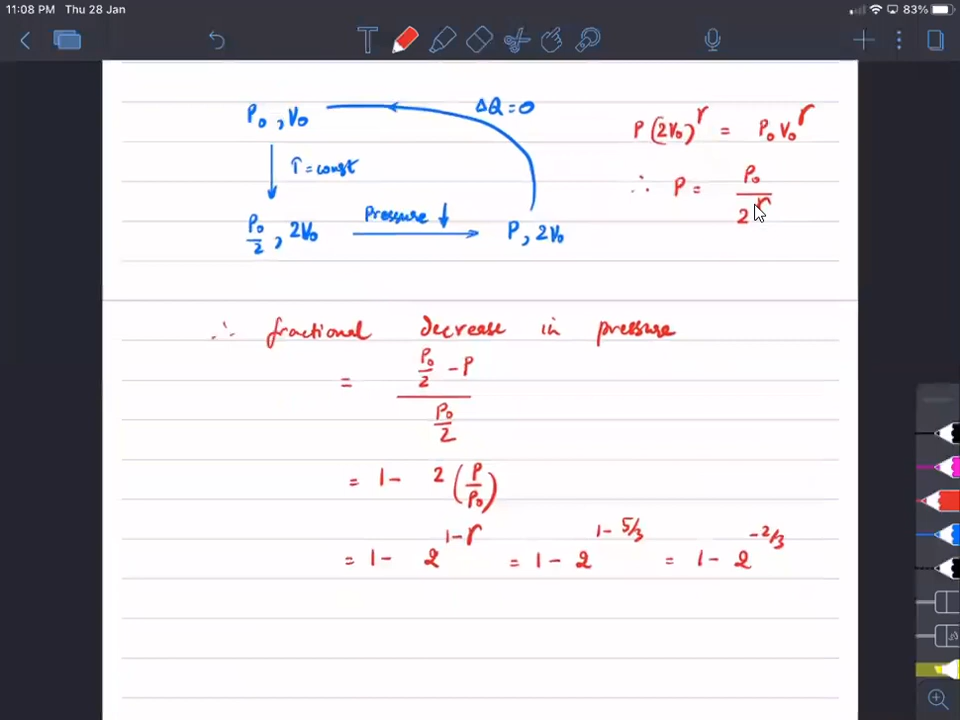 11:08 PM Thu 28 Jan 83%
T
P₀, V₀ ΔQ = 0
T = const
P₀/2, 2V₀ Pressure ↓ P, 2V₀
P(2V₀)^r = P₀V₀^r
∴ P = P₀/2^r
∴ fractional decrease in pressure
= (P₀/2 - P)/(P₀/2)
= 1 - 2(P/P₀)
= 1 - 2^(1-r) = 1 - 2^(1-5/3) = 1 - 2^(-2/3)